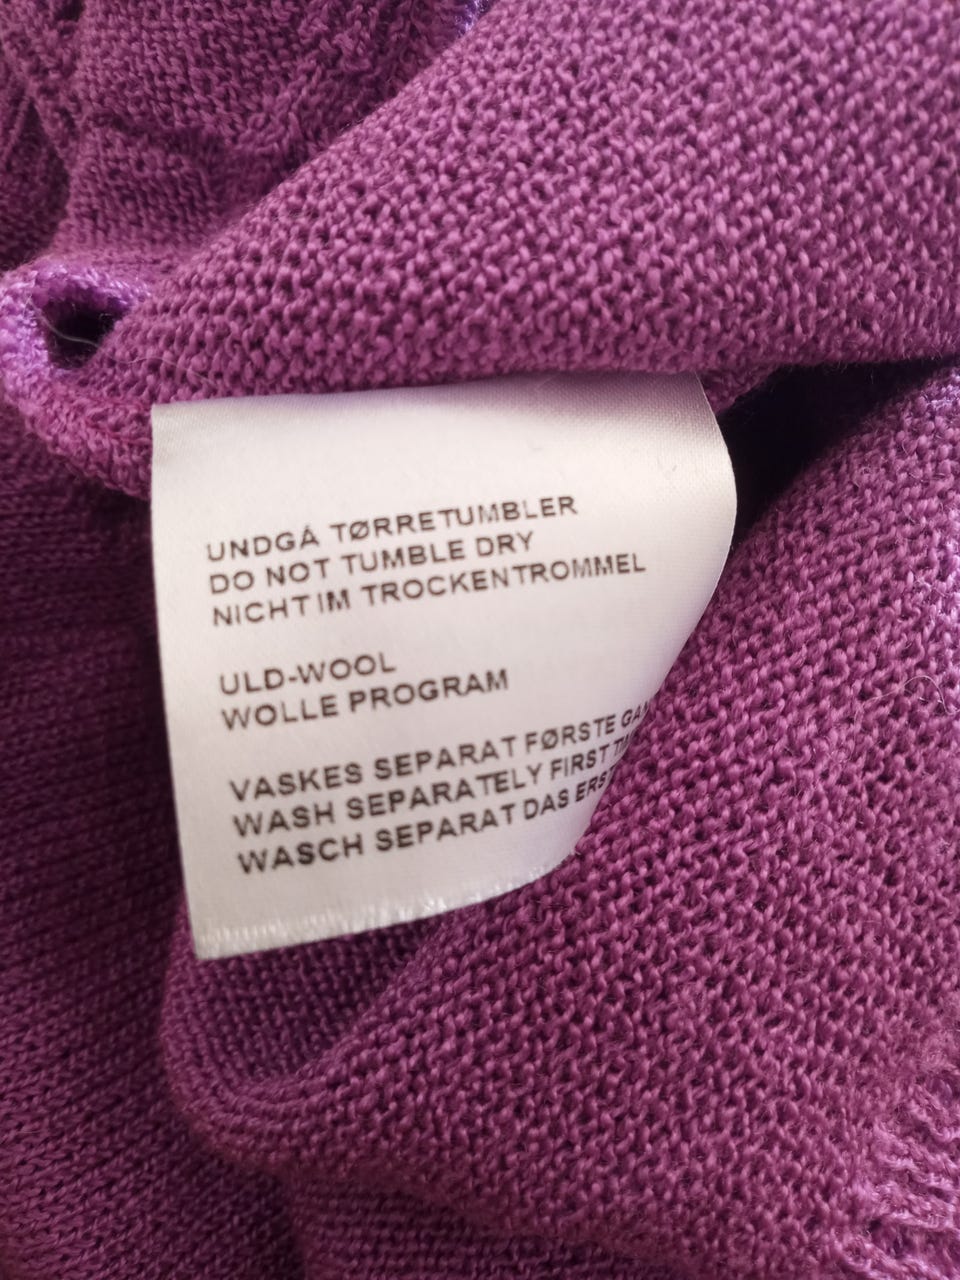 UNDGÅ TØRRETUMBLER
DO NOT TUMBLE DRY
NICHT IM TROCKENTROMMEL
ULD-WOOL
WOLLE PROGRAM
VASKES SEPARAT FØRSTE
WASH SEPARATELY FIRST
WASCH SEPARAT DAS